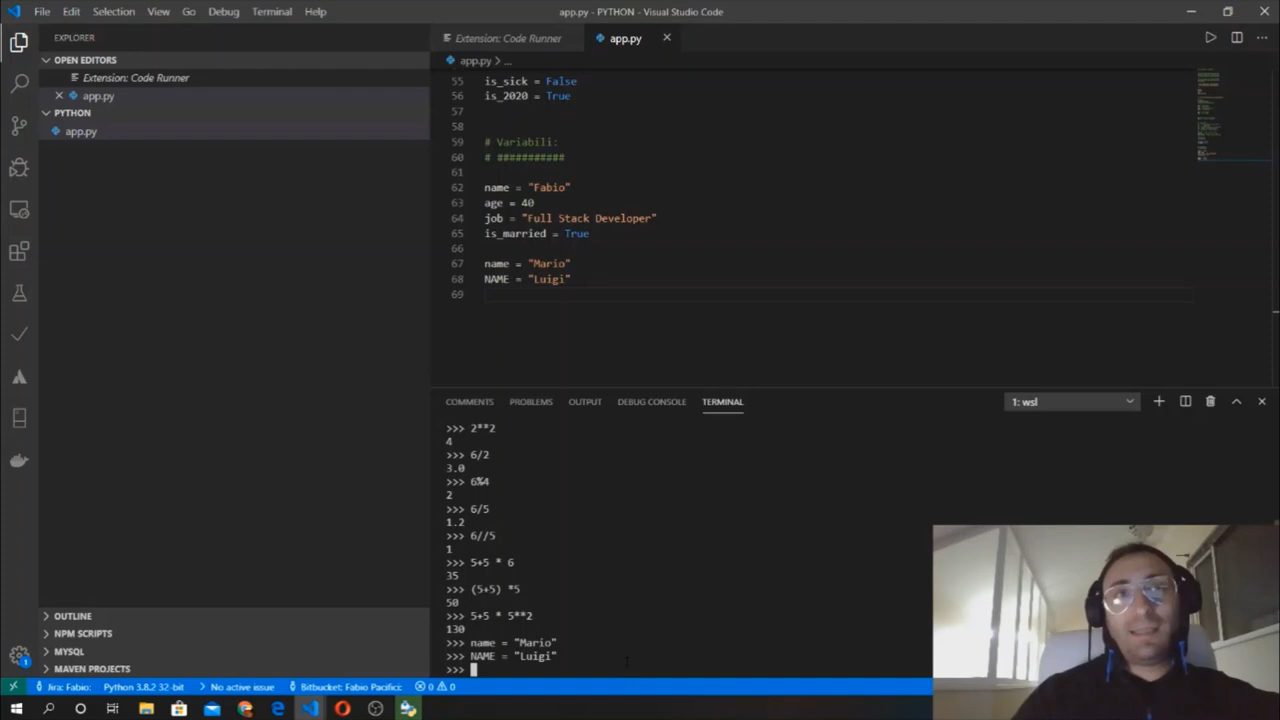 File Edit Selection View Go Debug Terminal Help
app.py - PYTHON - Visual Studio Code
EXPLORER
OPEN EDITORS
Extension: Code Runner
app.py
PYTHON
app.py
OUTLINE
NPM SCRIPTS
MYSQL
MAVEN PROJECTS
Extension: Code Runner
app.py
app.py > ...
55 is_sick = False
56 is_2020 = True
57
58
59 # Variabili:
60 # ###########
61
62 name = "Fabio"
63 age = 40
64 job = "Full Stack Developer"
65 is_married = True
66
67 name = "Mario"
68 NAME = "Luigi"
69
COMMENTS PROBLEMS OUTPUT DEBUG CONSOLE TERMINAL
1: wsl
>>> 2**2
4
>>> 6/2
3.0
>>> 6%4
2
>>> 6/5
1.2
>>> 6//5
1
>>> 5+5 * 6
35
>>> (5+5) *5
50
>>> 5+5 * 5**2
130
>>> name = "Mario"
>>> NAME = "Luigi"
>>>
1
Jira: Fabio: Python 3.8.2 32-bit No active issue Bitbucket: Fabio Pacifici: 0 0